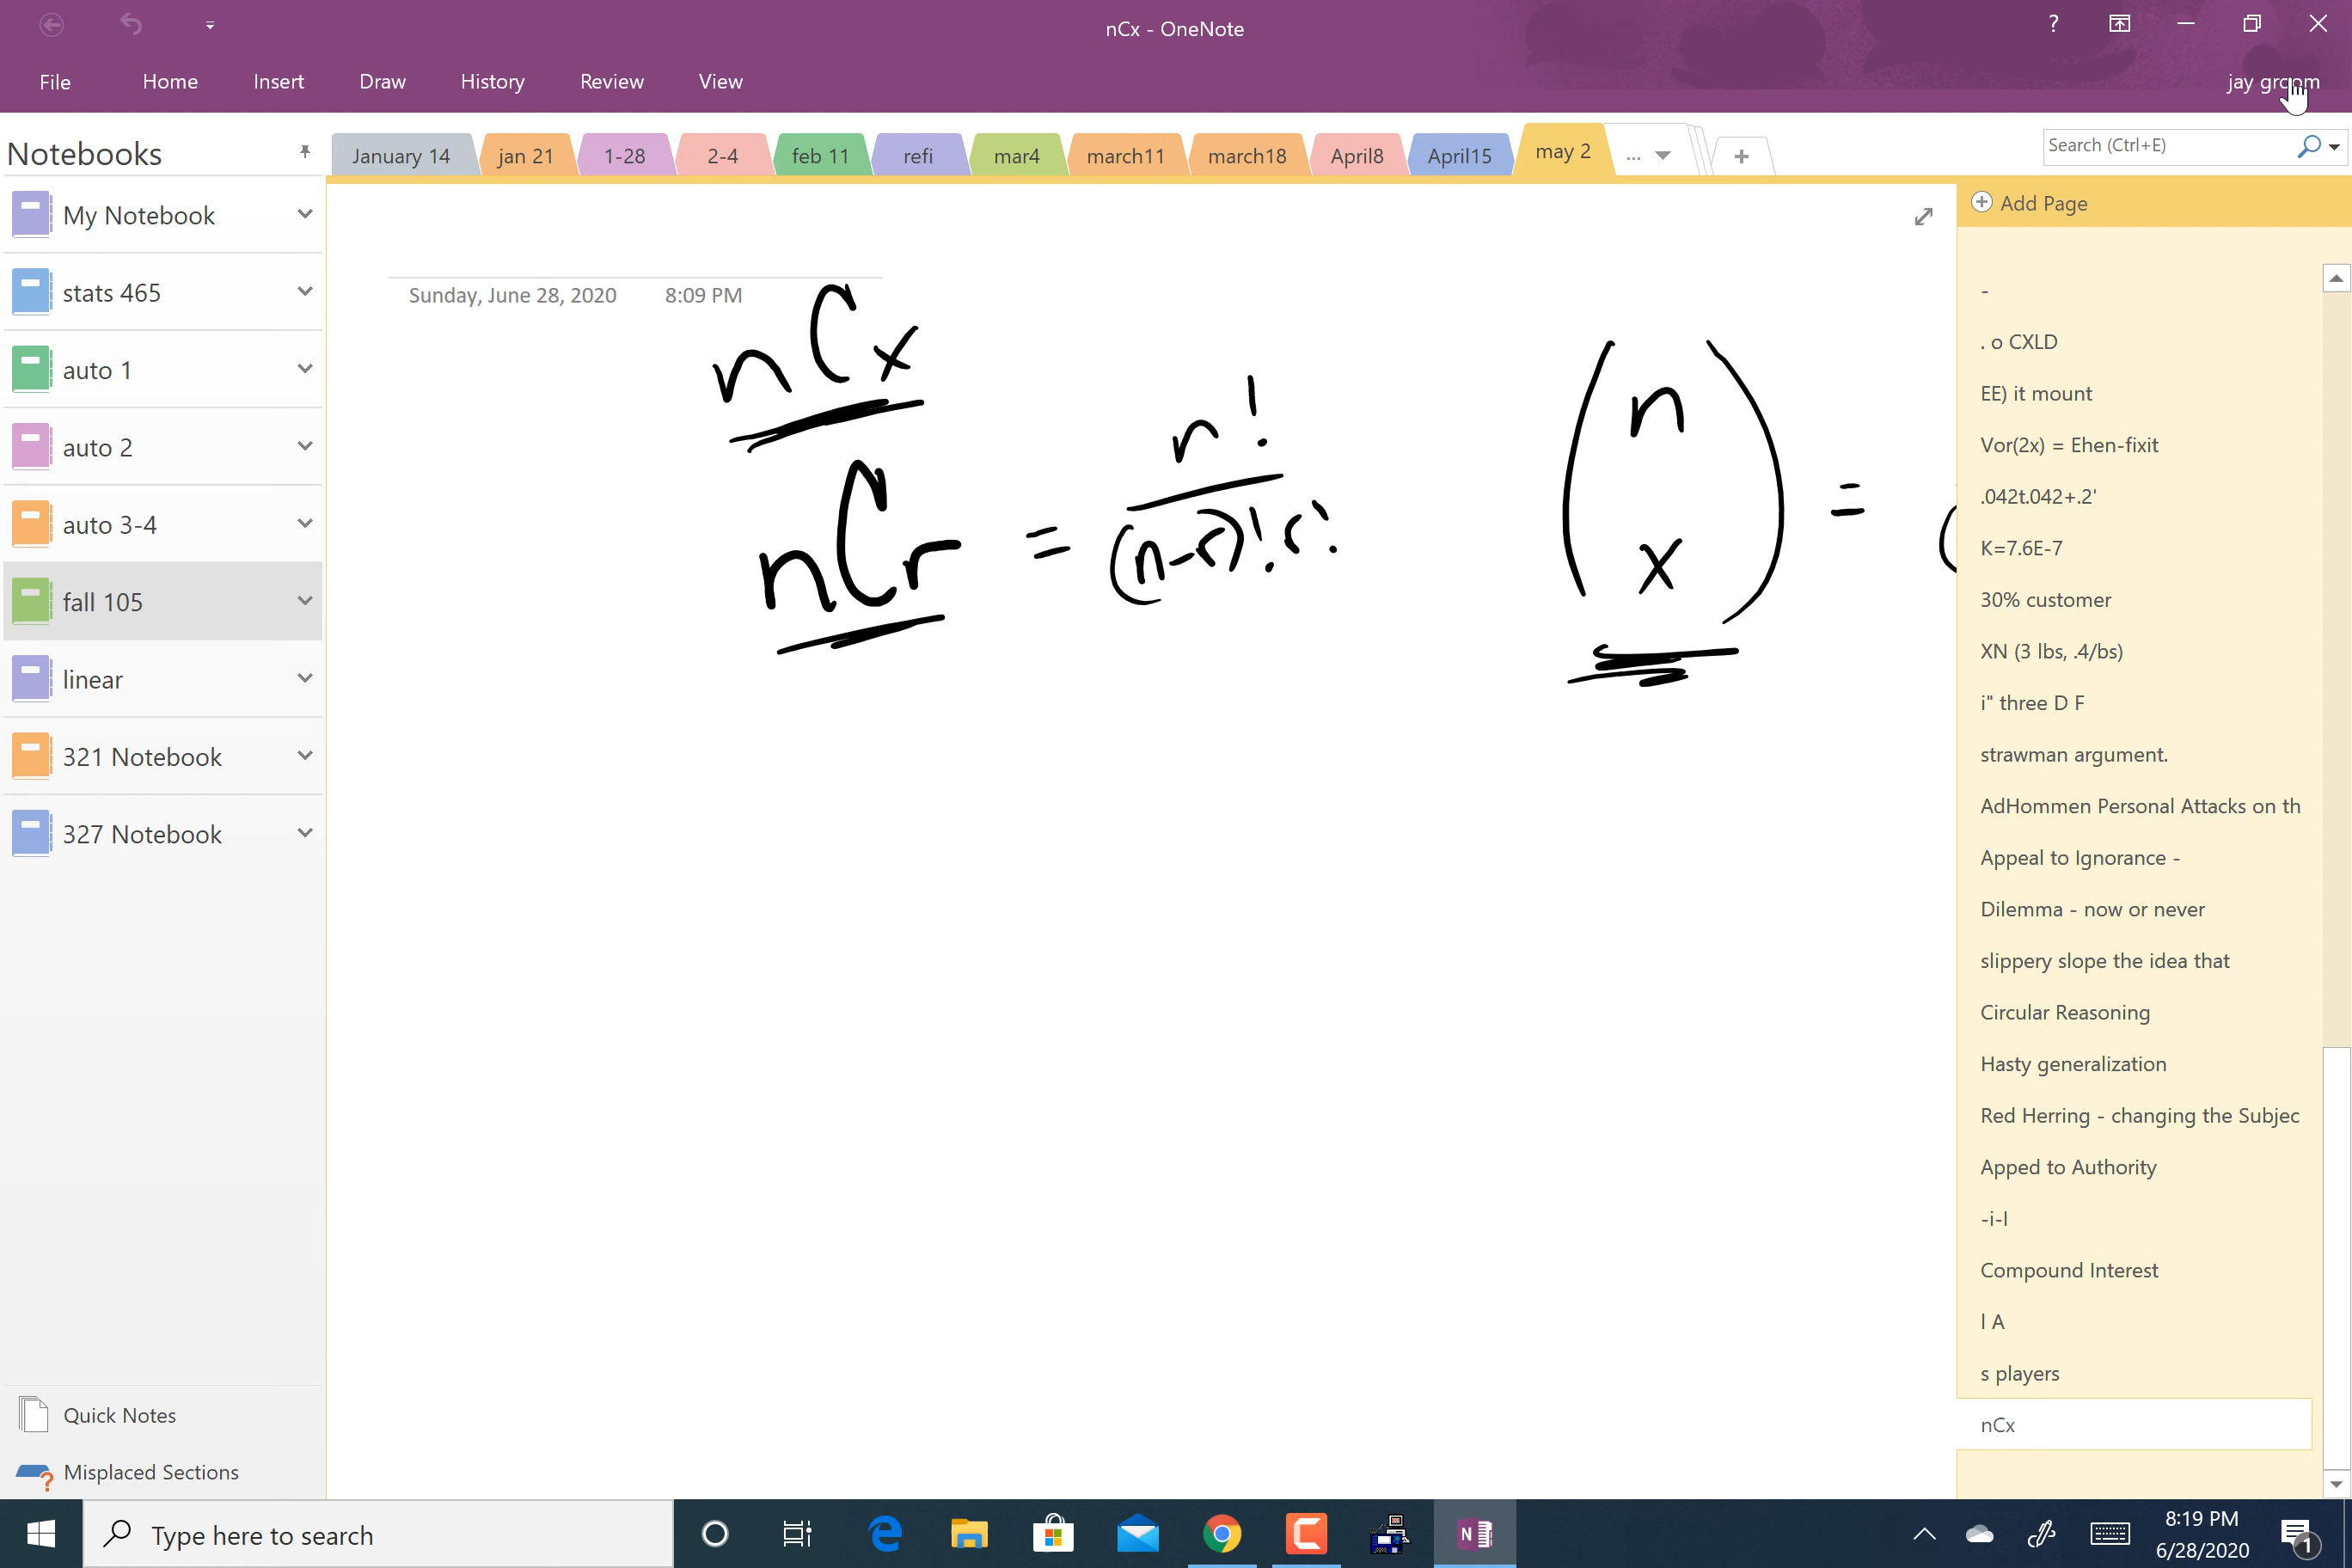 nCx - OneNote
?
File Home Insert Draw History Review View
jay groom
Notebooks
January 14 jan 21 1-28 2-4 feb 11 refi mar4 march11 march18 April8 April15 may 2 ... +
Search (Ctrl+E)
My Notebook
stats 465
auto 1
auto 2
auto 3-4
fall 105
linear
321 Notebook
327 Notebook
Quick Notes
Misplaced Sections
Sunday, June 28, 2020 8:09 PM
nCx
nCr = n! / (n-r)! r!
(n x) = (
Add Page
-
. o CXLD
EE) it mount
Vor(2x) = Ehen-fixit
.042t.042+.2'
K=7.6E-7
30% customer
XN (3 lbs, .4/bs)
i" three D F
strawman argument.
AdHommen Personal Attacks on th
Appeal to Ignorance -
Dilemma - now or never
slippery slope the idea that
Circular Reasoning
Hasty generalization
Red Herring - changing the Subjec
Apped to Authority
-i-l
Compound Interest
l A
s players
nCx
Type here to search
8:19 PM
6/28/2020
1